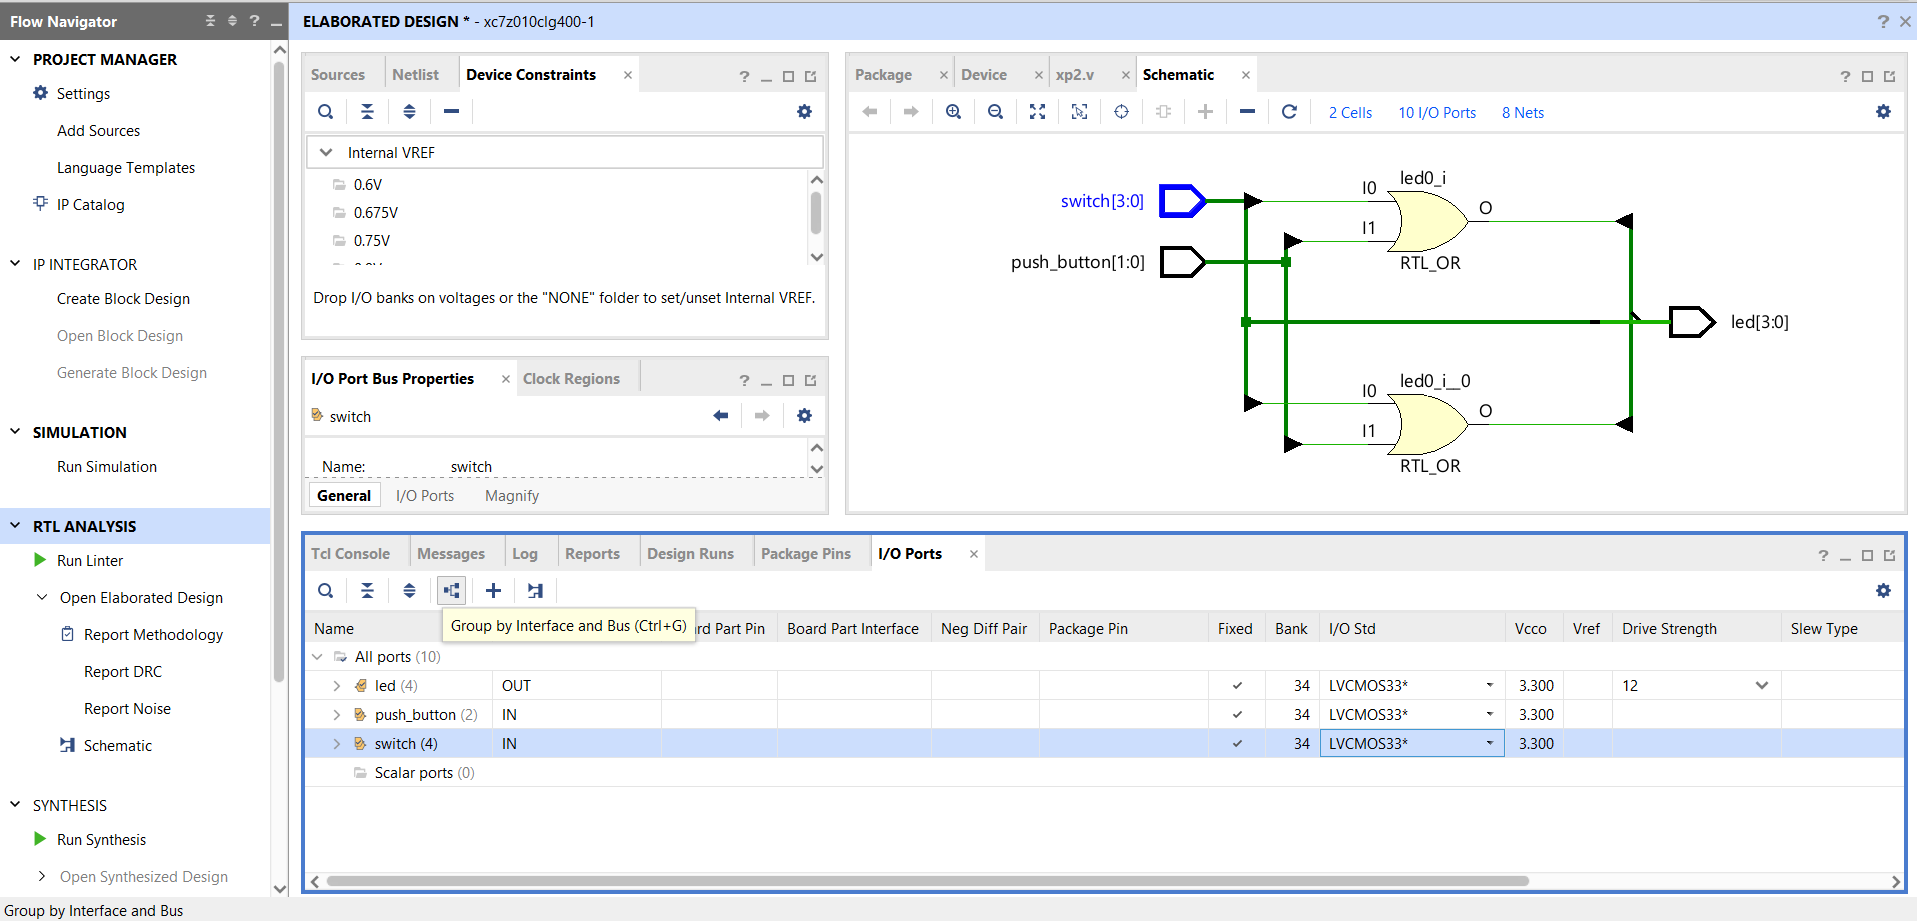 Flow Navigator
?
ELABORATED DESIGN * - xc7z010clg400-1
?
PROJECT MANAGER
Settings
Add Sources
Language Templates
IP Catalog
IP INTEGRATOR
Create Block Design
Open Block Design
Generate Block Design
SIMULATION
Run Simulation
RTL ANALYSIS
Run Linter
Open Elaborated Design
Report Methodology
Report DRC
Report Noise
Schematic
SYNTHESIS
Run Synthesis
Open Synthesized Design
Sources Netlist Device Constraints
?
Internal VREF
0.6V
0.675V
0.75V
Drop I/O banks on voltages or the "NONE" folder to set/unset Internal VREF.
I/O Port Bus Properties Clock Regions
?
switch
Name: switch
General I/O Ports Magnify
Package Device xp2.v Schematic
?
2 Cells 10 I/O Ports 8 Nets
switch[3:0]
push_button[1:0]
I0
I1
led0_i
O
RTL_OR
led[3:0]
I0
I1
led0_i__0
O
RTL_OR
Tcl Console Messages Log Reports Design Runs Package Pins I/O Ports
?
Group by Interface and Bus (Ctrl+G)
Name rd Part Pin Board Part Interface Neg Diff Pair Package Pin Fixed Bank I/O Std Vcco Vref Drive Strength Slew Type
All ports (10)
led (4) OUT 34 LVCMOS33* 3.300 12
push_button (2) IN 34 LVCMOS33* 3.300
switch (4) IN 34 LVCMOS33* 3.300
Scalar ports (0)
Group by Interface and Bus